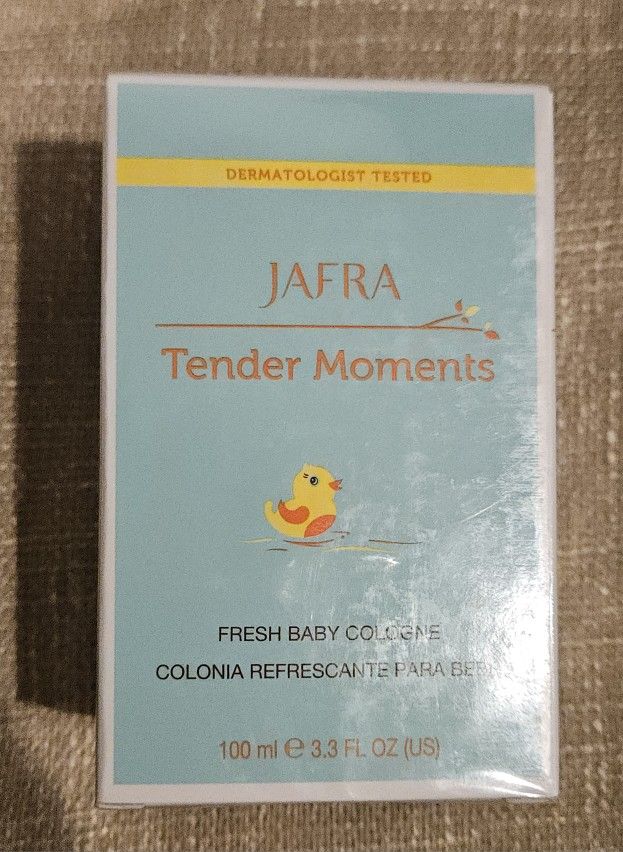 DERMATOLOGIST TESTED
JAFRA
Tender Moments
FRESH BABY COLOGNE
COLONIA REFRESCANTE PARA
100 ml ℮ 3.3 FL OZ (US)